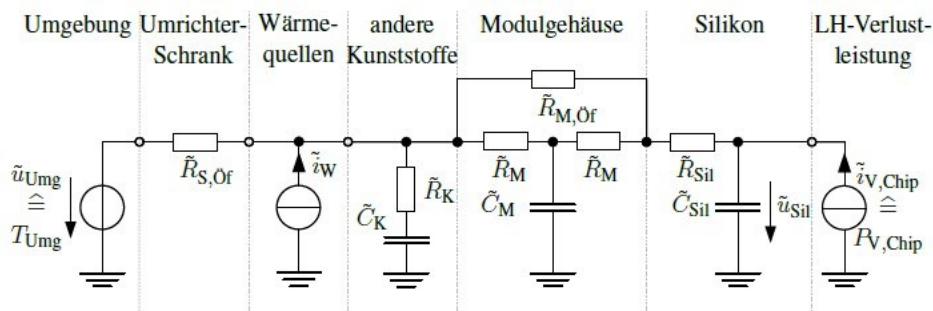 Umgebung
Umrichter-
Schrank
Wärme-
quellen
andere
Kunststoffe
Modulgehäuse
Silikon
LH-Verlust-
leistung
R̃M,Öf
ũUmg
≙
TUmg
R̃S,Öf
ĩW
R̃K
C̃K
R̃M
R̃M
C̃M
R̃Sil
C̃Sil
ũSil
ĩV,Chip
≙
PV,Chip